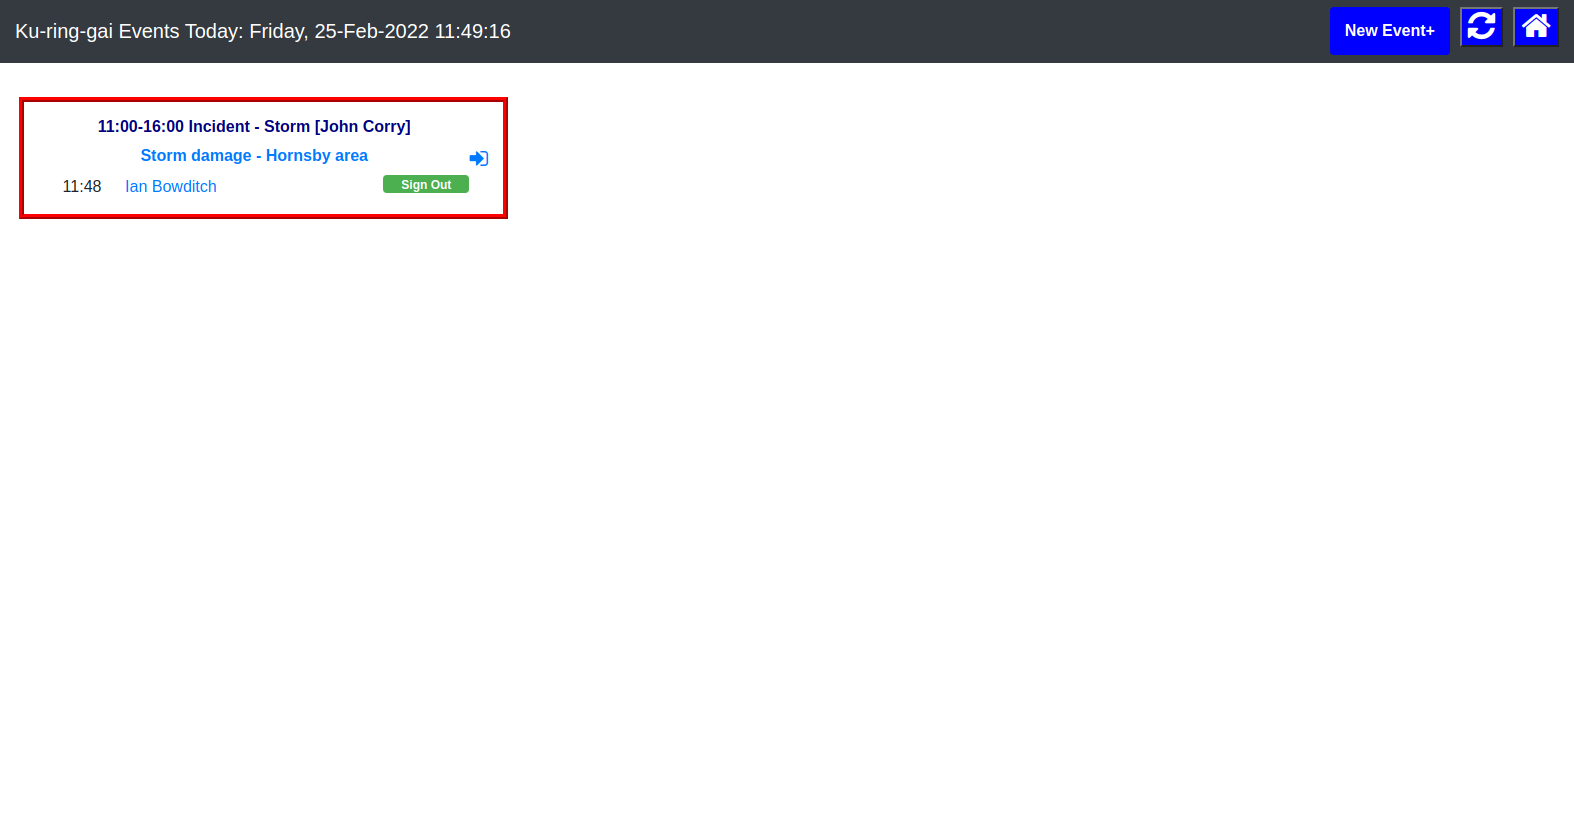 Ku-ring-gai Events Today: Friday, 25-Feb-2022 11:49:16
New Event+
11:00-16:00 Incident - Storm [John Corry]
Storm damage - Hornsby area
11:48 Ian Bowditch Sign Out